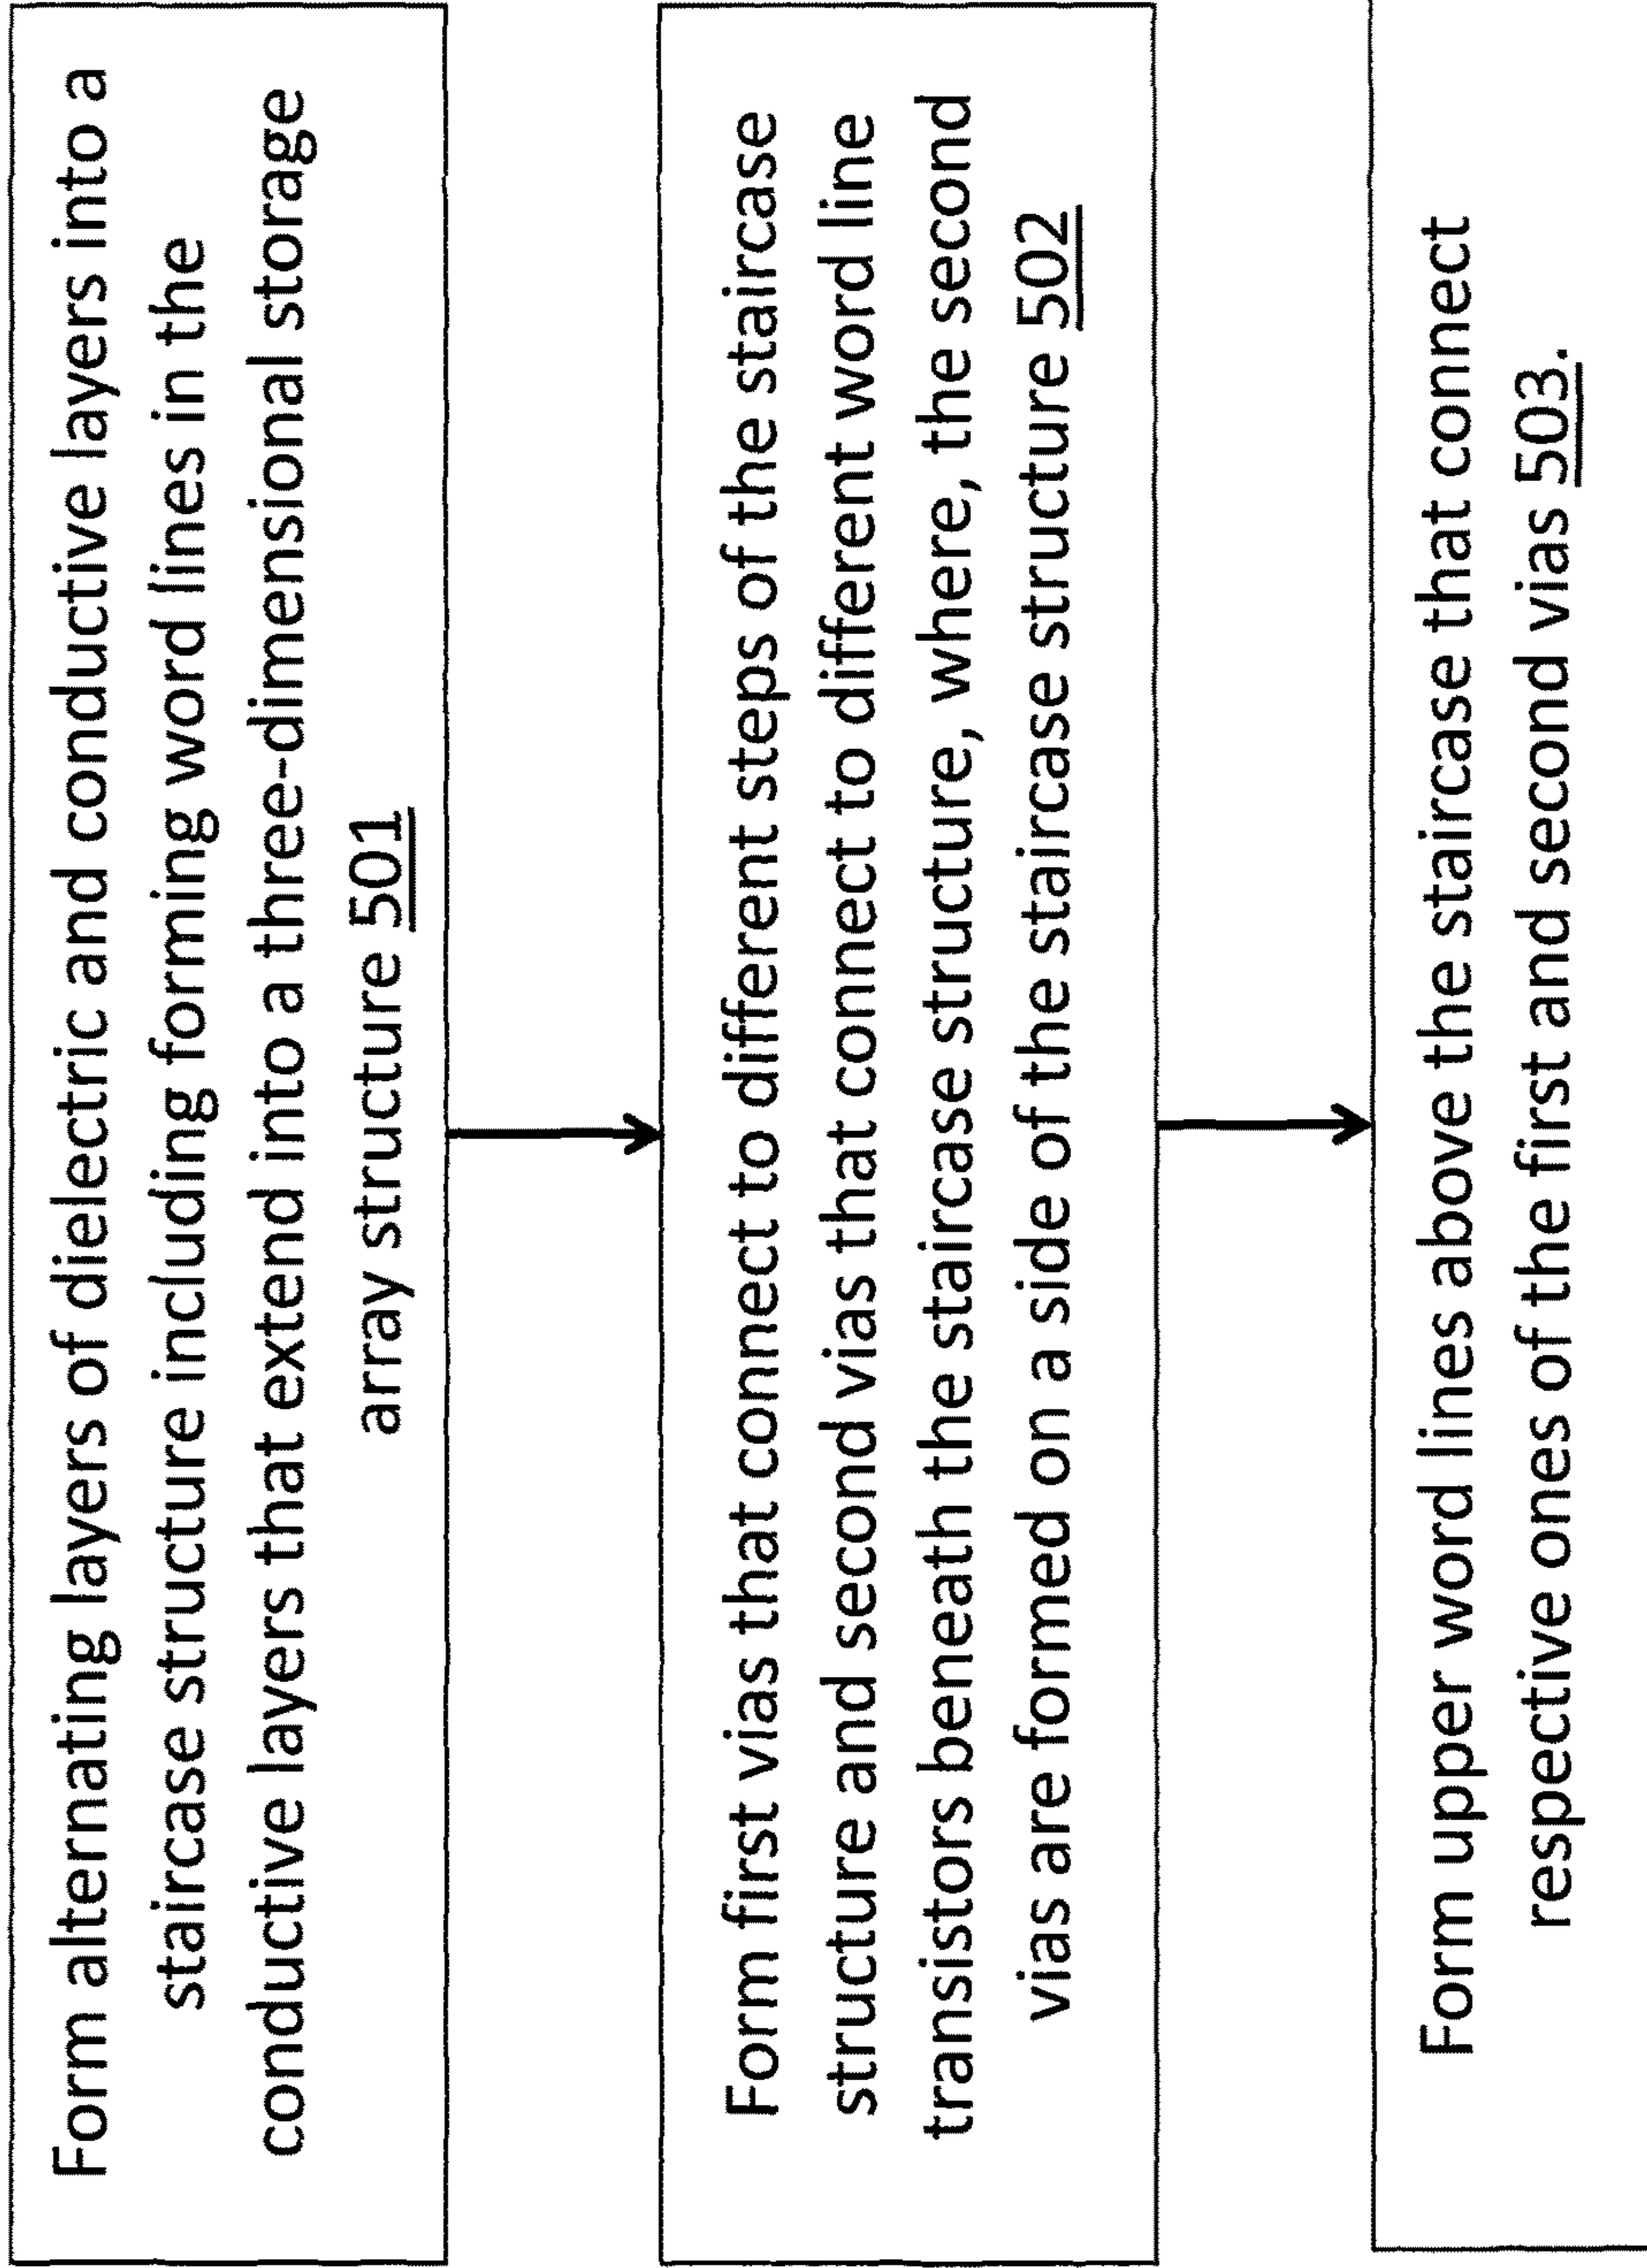 Form alternating layers of dielectric and conductive layers into a
staircase structure including forming word lines in the
conductive layers that extend into a three-dimensional storage
array structure 501
Form first vias that connect to different steps of the staircase
structure and second vias that connect to different word line
transistors beneath the staircase structure, where, the second
vias are formed on a side of the staircase structure 502
Form upper word lines above the staircase that connect
respective ones of the first and second vias 503.